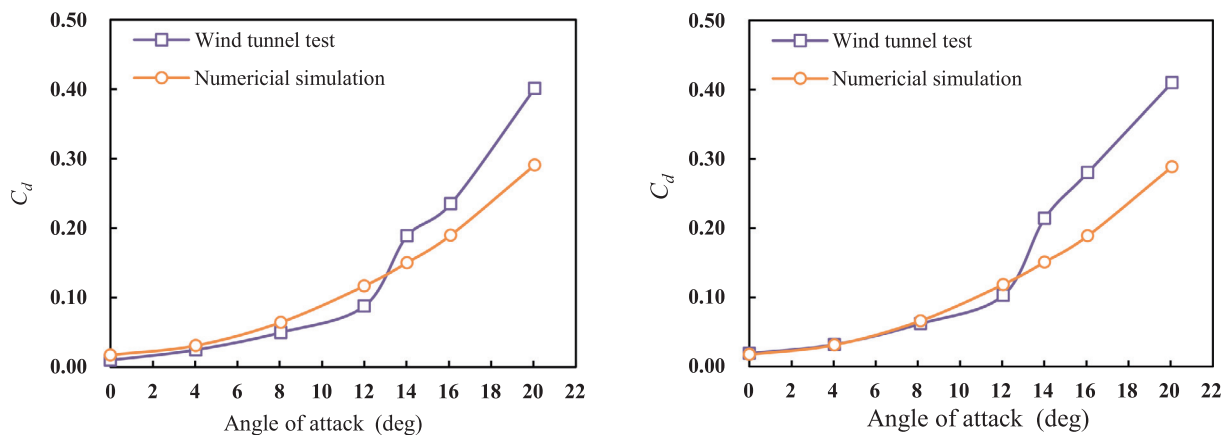 0.50
Wind tunnel test
Numericial simulation
0.40
0.30
C_d
0.20
0.10
0.00
0 2 4 6 8 10 12 14 16 18 20 22
Angle of attack (deg)
0.50
Wind tunnel test
Numericial simulation
0.40
0.30
C_d
0.20
0.10
0.00
0 2 4 6 8 10 12 14 16 18 20 22
Angle of attack (deg)